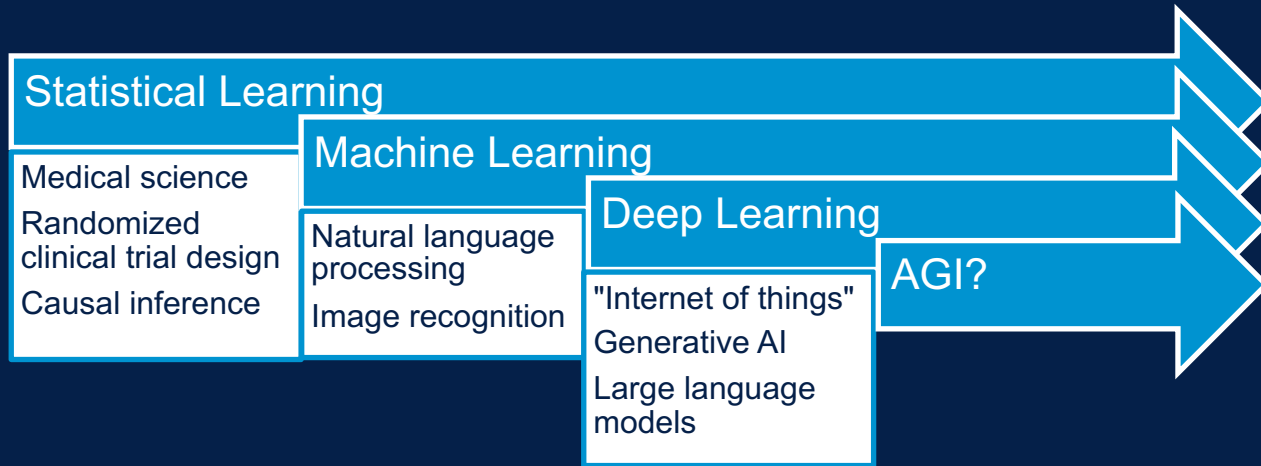 Statistical Learning
Medical science
Randomized
clinical trial design
Causal inference
Machine Learning
Natural language
processing
Image recognition
Deep Learning
"Internet of things"
Generative AI
Large language
models
AGI?